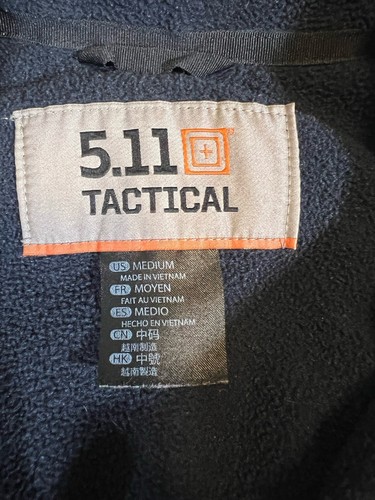 5.11
TACTICAL
US MEDIUM
MADE IN VIETNAM
FR MOYEN
FAIT AU VIETNAM
ES MEDIO
HECHO EN VIETNAM
CN 中码
越南制造
HK 中號
越南製造